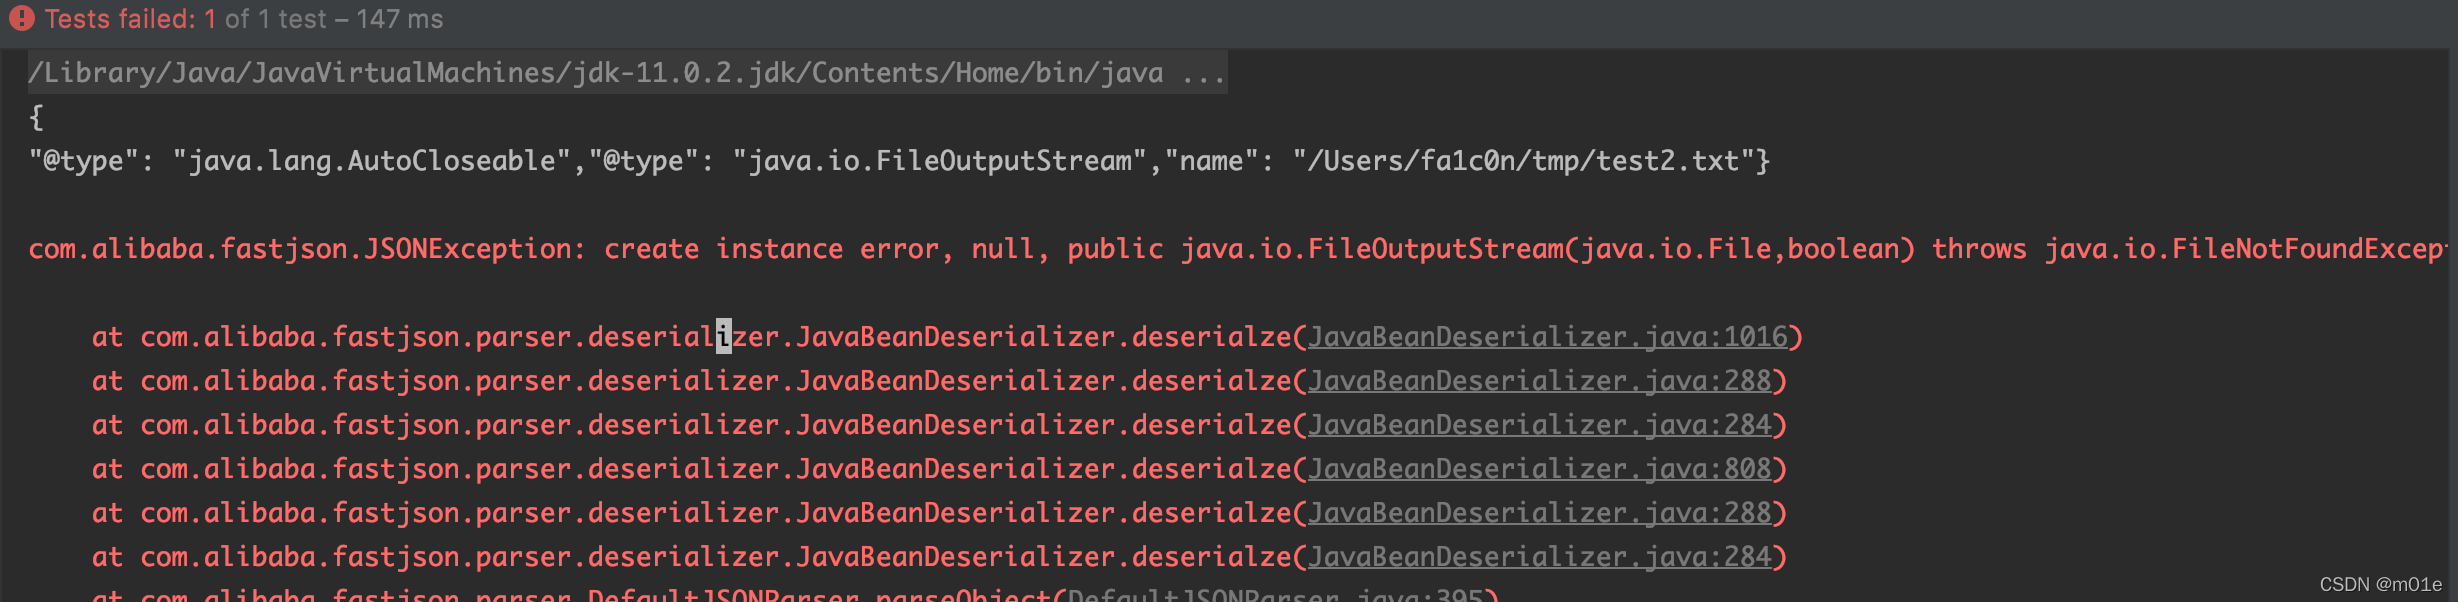 Tests failed: 1 of 1 test – 147 ms
/Library/Java/JavaVirtualMachines/jdk-11.0.2.jdk/Contents/Home/bin/java ...
{
"@type": "java.lang.AutoCloseable","@type": "java.io.FileOutputStream","name": "/Users/fa1c0n/tmp/test2.txt"}
com.alibaba.fastjson.JSONException: create instance error, null, public java.io.FileOutputStream(java.io.File,boolean) throws java.io.FileNotFoundExcep
at com.alibaba.fastjson.parser.deserializer.JavaBeanDeserializer.deserialze(JavaBeanDeserializer.java:1016)
at com.alibaba.fastjson.parser.deserializer.JavaBeanDeserializer.deserialze(JavaBeanDeserializer.java:288)
at com.alibaba.fastjson.parser.deserializer.JavaBeanDeserializer.deserialze(JavaBeanDeserializer.java:284)
at com.alibaba.fastjson.parser.deserializer.JavaBeanDeserializer.deserialze(JavaBeanDeserializer.java:808)
at com.alibaba.fastjson.parser.deserializer.JavaBeanDeserializer.deserialze(JavaBeanDeserializer.java:288)
at com.alibaba.fastjson.parser.deserializer.JavaBeanDeserializer.deserialze(JavaBeanDeserializer.java:284)
at com.alibaba.fastjson.parser.DefaultJSONParser.parseObject(DefaultJSONParser.java:395)
CSDN @m01e